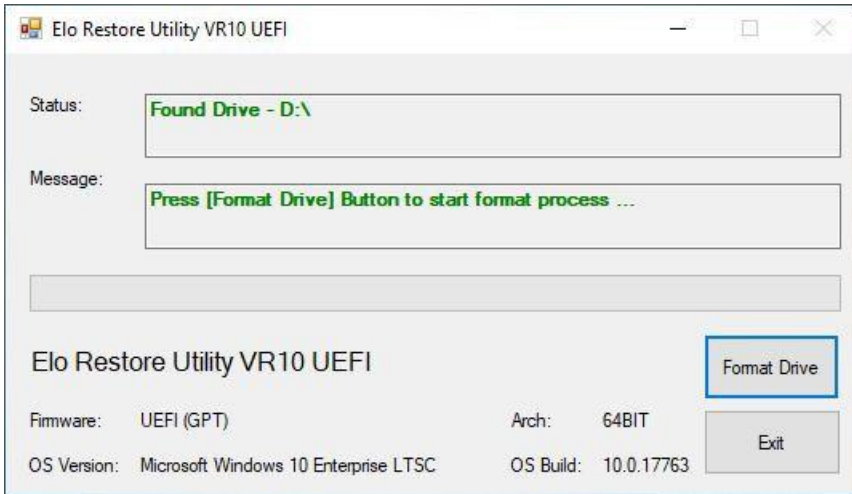 Elo Restore Utility VR10 UEFI
Status:
Found Drive - D:\
Message:
Press [Format Drive] Button to start format process ...
Elo Restore Utility VR10 UEFI
Format Drive
Firmware: UEFI (GPT) Arch: 64BIT
Exit
OS Version: Microsoft Windows 10 Enterprise LTSC OS Build: 10.0.17763